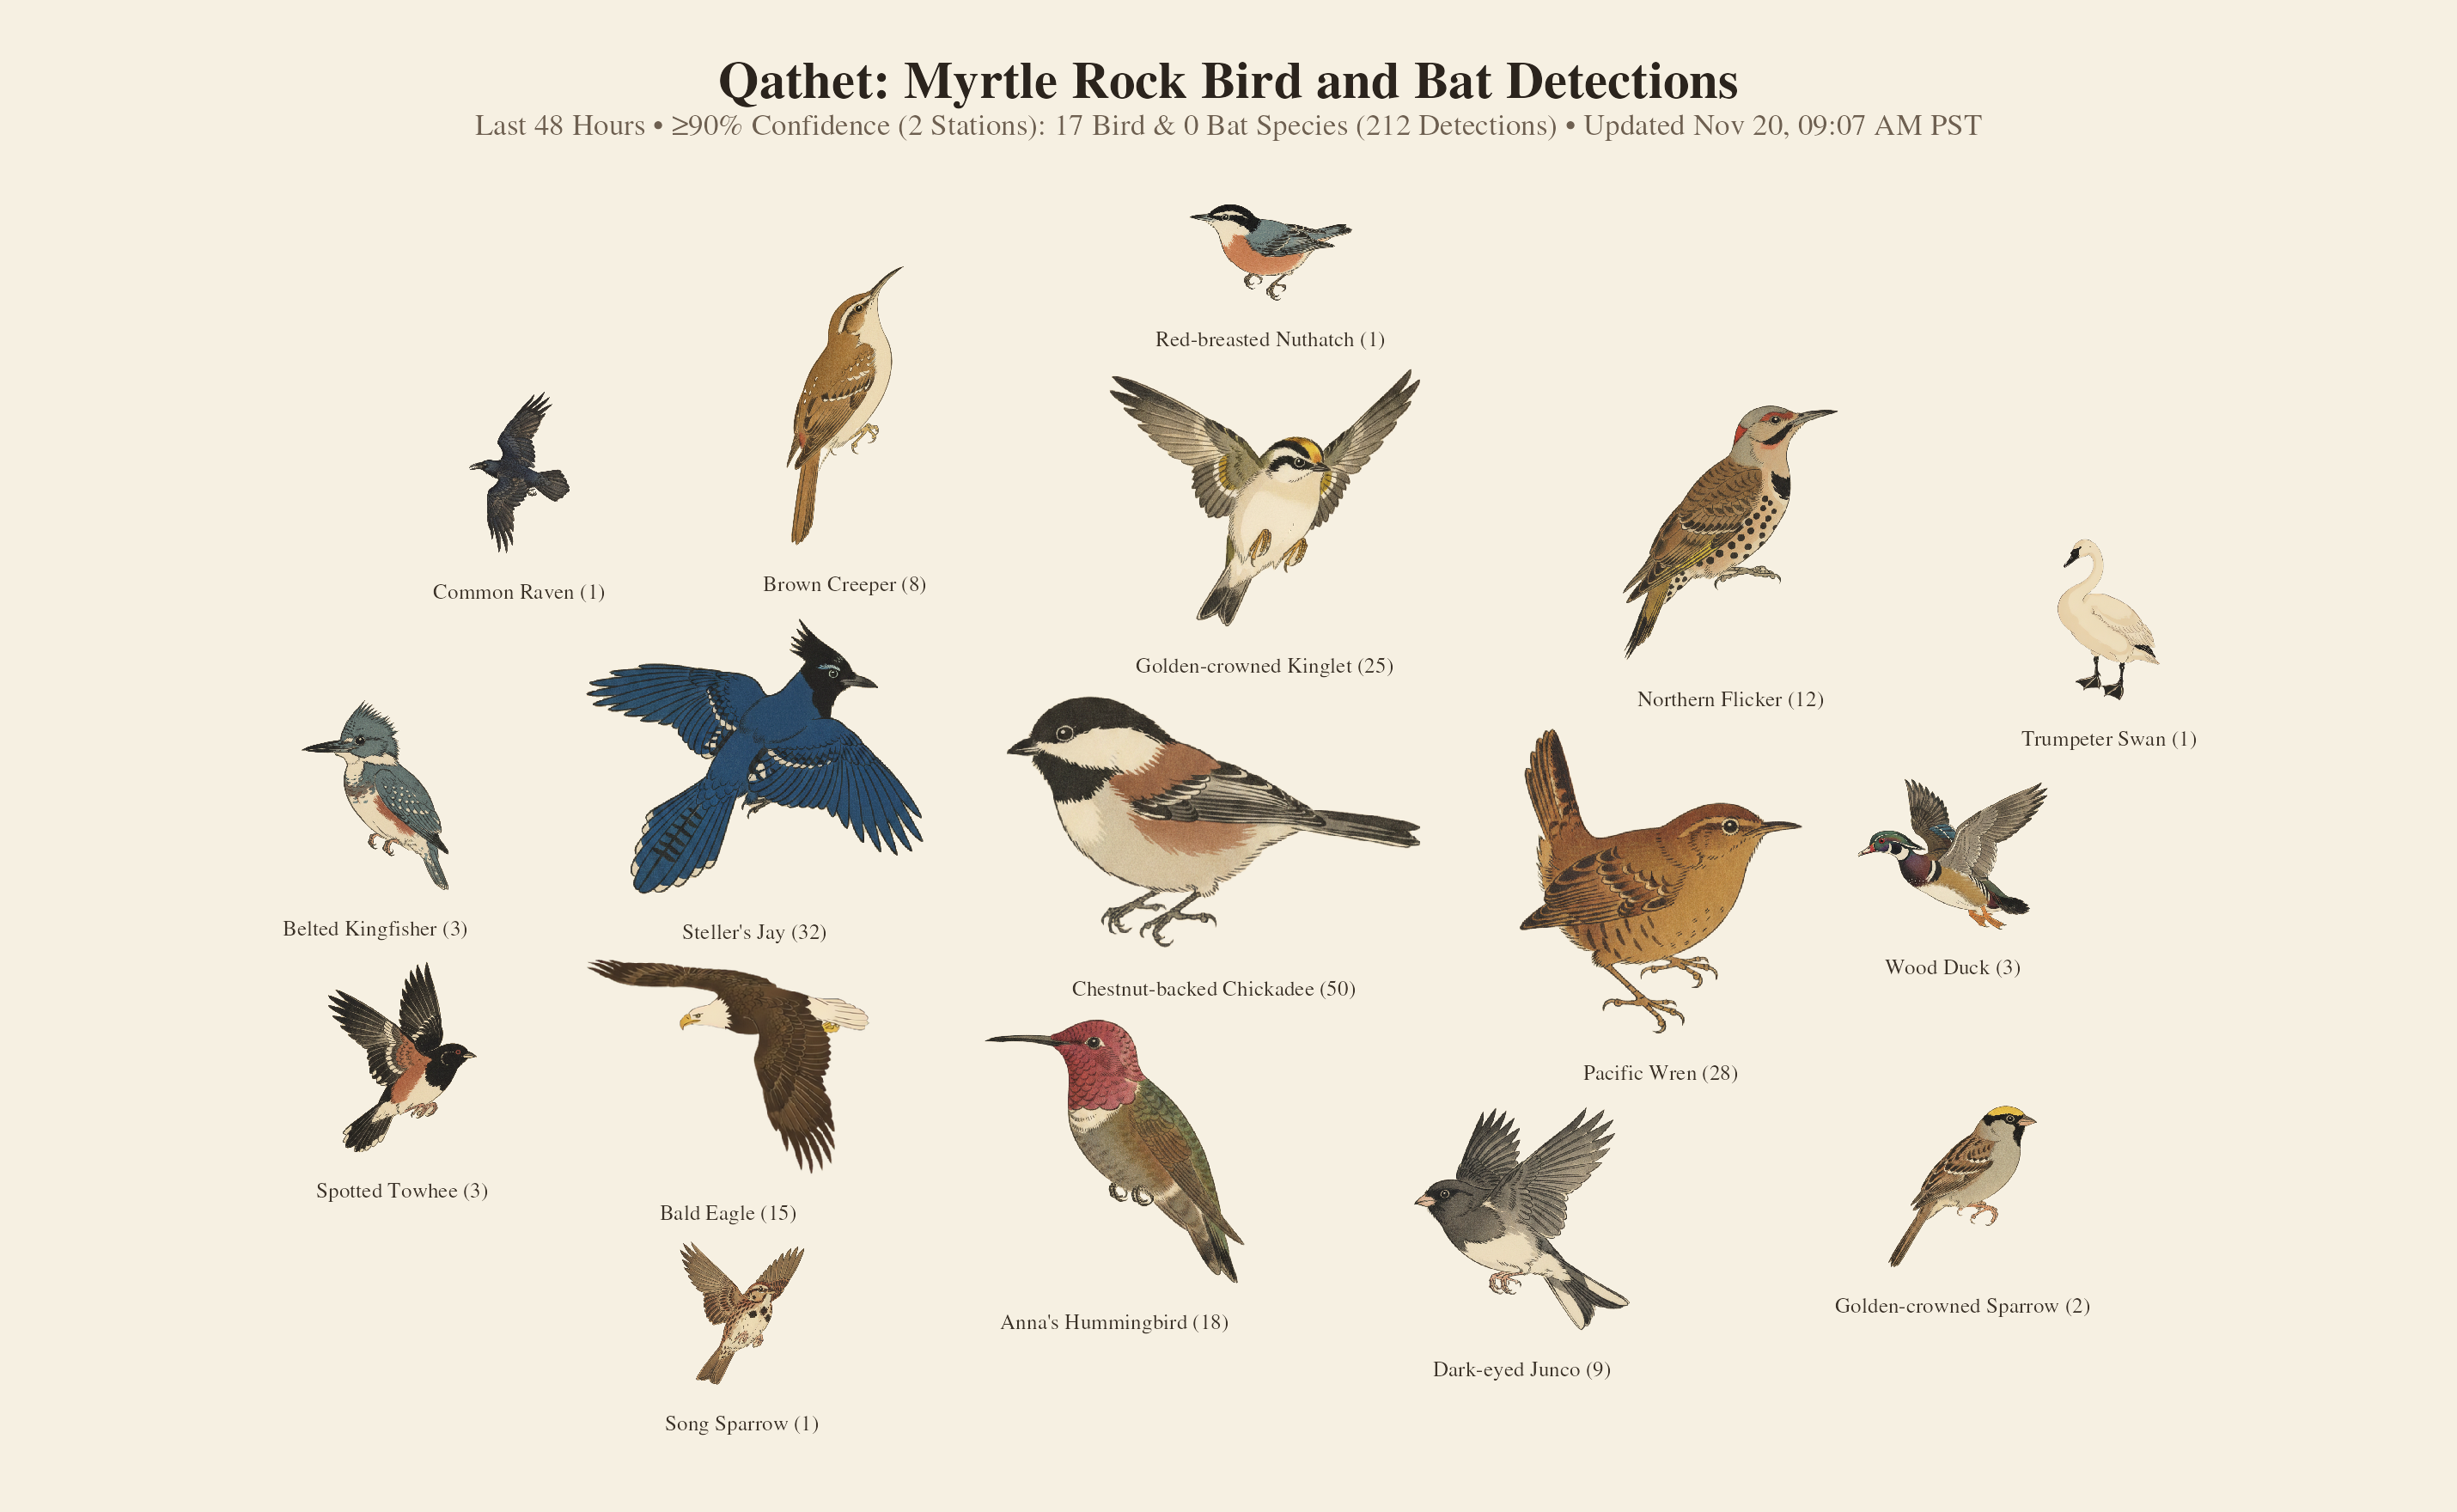 Qathet: Myrtle Rock Bird and Bat Detections
Last 48 Hours • ≥90% Confidence (2 Stations): 17 Bird & 0 Bat Species (212 Detections) • Updated Nov 20, 09:07 AM PST
Red-breasted Nuthatch (1)
Common Raven (1)
Brown Creeper (8)
Golden-crowned Kinglet (25)
Northern Flicker (12)
Trumpeter Swan (1)
Belted Kingfisher (3)
Steller's Jay (32)
Chestnut-backed Chickadee (50)
Wood Duck (3)
Pacific Wren (28)
Spotted Towhee (3)
Bald Eagle (15)
Anna's Hummingbird (18)
Golden-crowned Sparrow (2)
Dark-eyed Junco (9)
Song Sparrow (1)